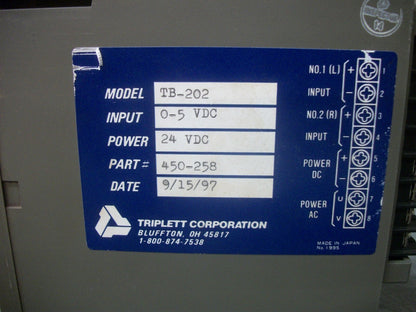 MODEL TB-202
INPUT 0-5 VDC
POWER 24 VDC
PART# 450-258
DATE 9/15/97
TRIPLETT CORPORATION
BLUFFTON, OH 45817
1-800-874-7538
NO.1 (L) + 1
INPUT − 2
NO.2 (R) + 3
INPUT − 4
POWER DC + 5
− 6
POWER AC U 7
V 8
MADE IN JAPAN
No. 1995